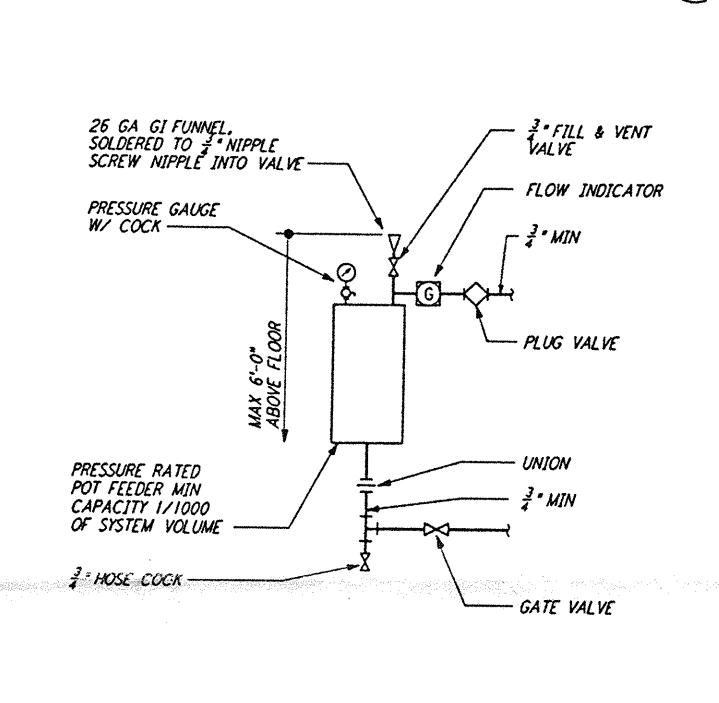 26 GA GI FUNNEL.
SOLDERED TO 3/4" NIPPLE
SCREW NIPPLE INTO VALVE
3/4" FILL & VENT
VALVE
FLOW INDICATOR
PRESSURE GAUGE
W/ COCK
3/4" MIN
G
PLUG VALVE
MAX 6'-0"
ABOVE FLOOR
PRESSURE RATED
POT FEEDER MIN
CAPACITY 1/1000
OF SYSTEM VOLUME
UNION
3/4" MIN
3/4" HOSE COCK
GATE VALVE